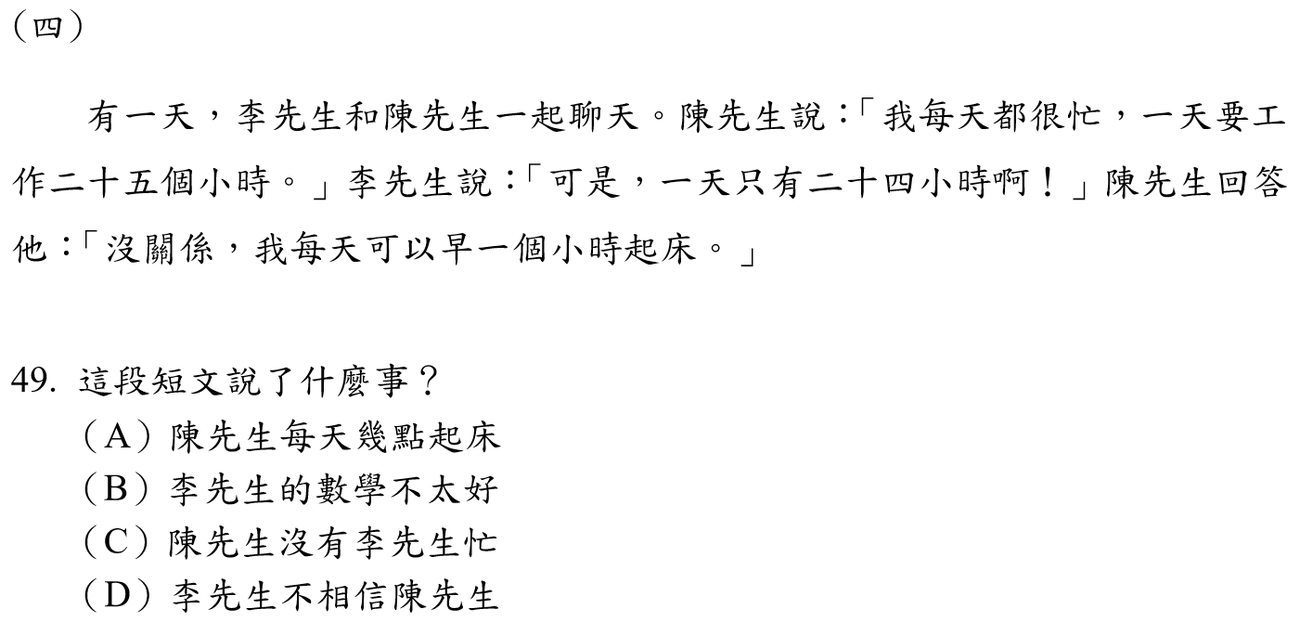 （四）
有一天，李先生和陳先生一起聊天。陳先生說：「我每天都很忙，一天要工
作二十五個小時。」李先生說：「可是，一天只有二十四小時啊！」陳先生回答
他：「沒關係，我每天可以早一個小時起床。」
49. 這段短文說了什麼事？
（A）陳先生每天幾點起床
（B）李先生的數學不太好
（C）陳先生沒有李先生忙
（D）李先生不相信陳先生